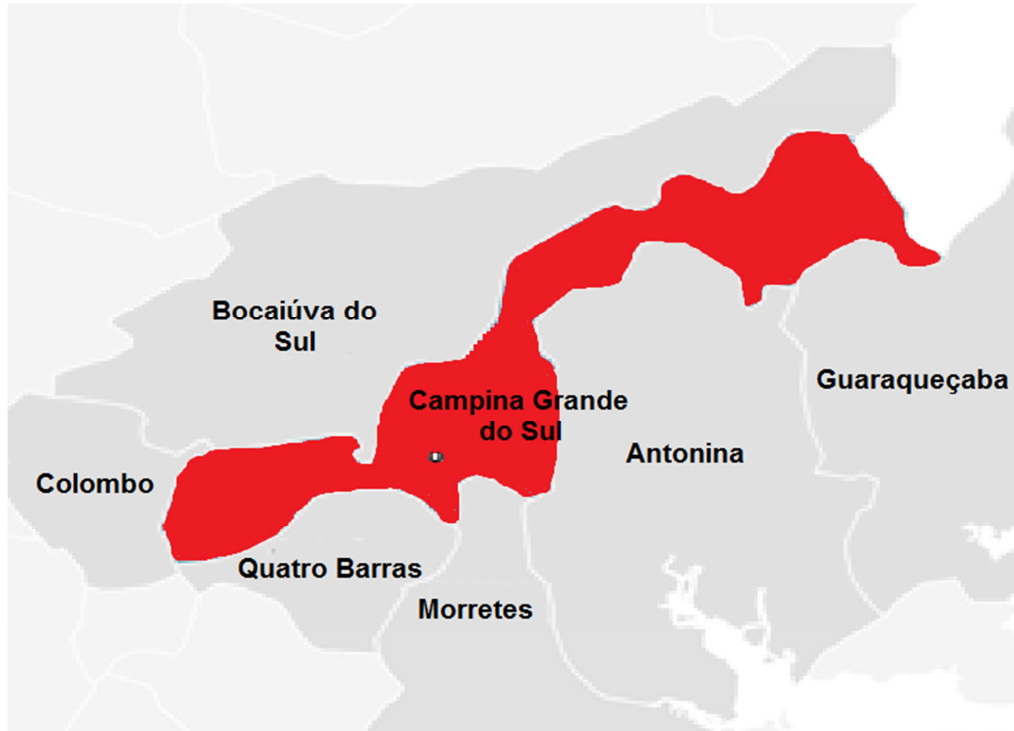 Bocaiúva do
Sul
Guaraqueçaba
Campina Grande
do Sul
Antonina
Colombo
Quatro Barras
Morretes